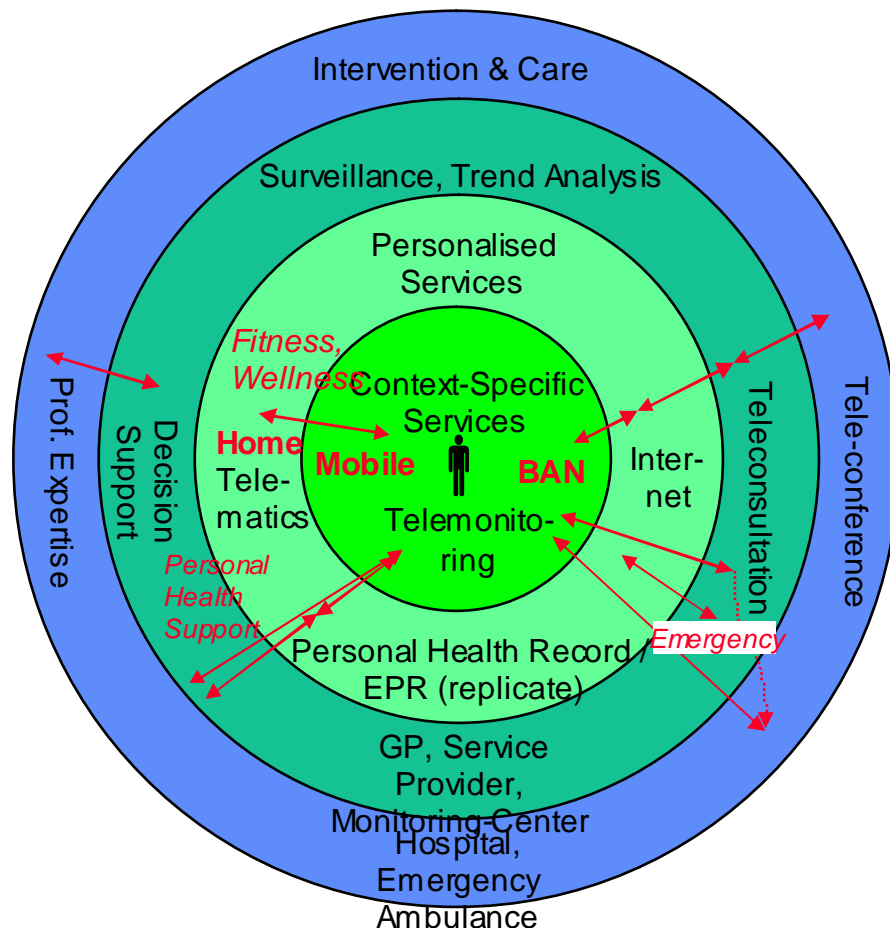 Intervention & Care
Surveillance, Trend Analysis
Personalised
Services
Fitness,
Wellness
Context-Specific
Services
Home
Mobile
BAN
Tele-
matics
Inter-
net
Telemonito-
ring
Prof. Expertise
Decision
Support
Teleconsultation
Tele-conference
Personal
Health
Support
Emergency
Personal Health Record /
EPR (replicate)
GP, Service
Provider,
Monitoring-Center
Hospital,
Emergency
Ambulance